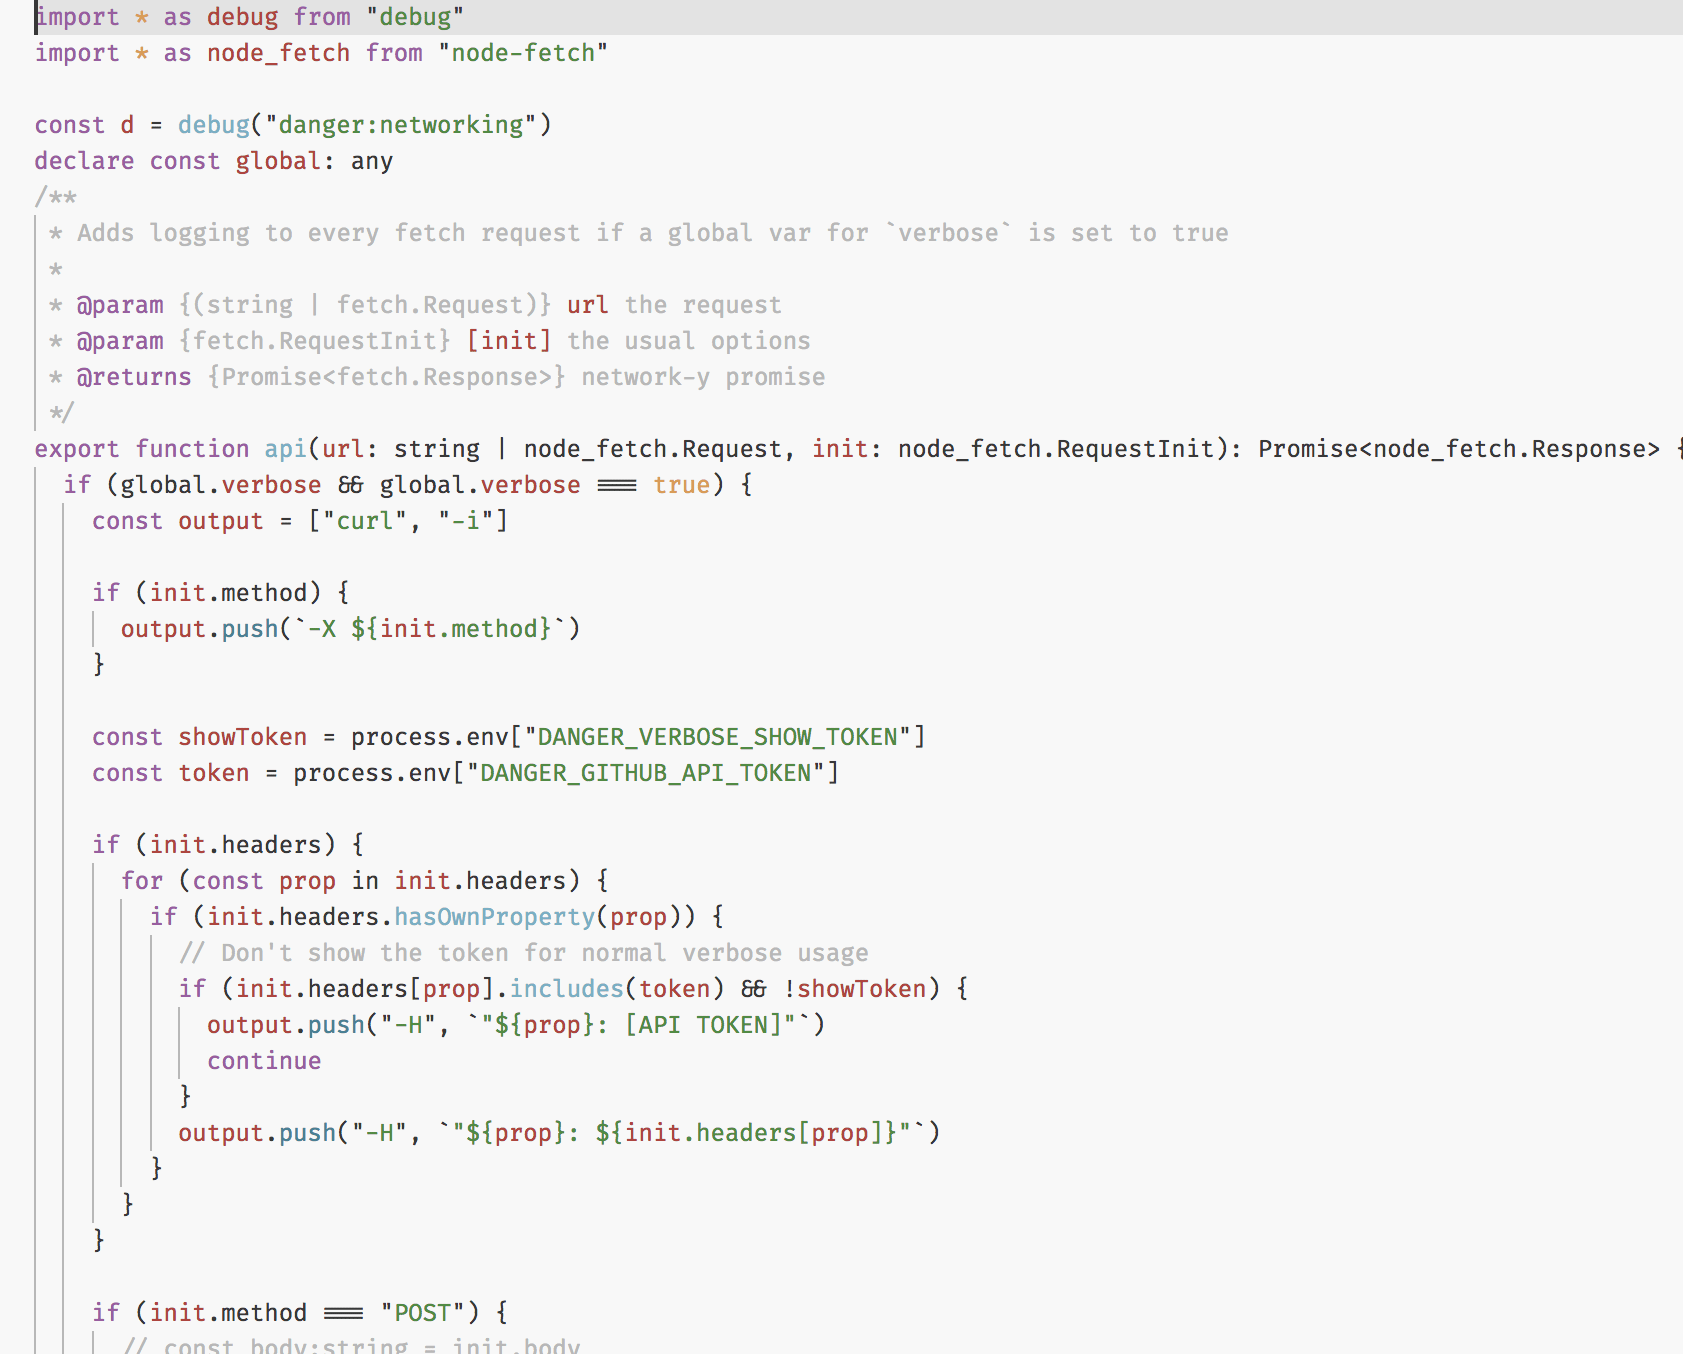 import * as debug from "debug"
import * as node_fetch from "node-fetch"

const d = debug("danger:networking")
declare const global: any
/**
 * Adds logging to every fetch request if a global var for `verbose` is set to true
 *
 * @param {(string | fetch.Request)} url the request
 * @param {fetch.RequestInit} [init] the usual options
 * @returns {Promise<fetch.Response>} network-y promise
 */
export function api(url: string | node_fetch.Request, init: node_fetch.RequestInit): Promise<node_fetch.Response> {
  if (global.verbose && global.verbose === true) {
    const output = ["curl", "-i"]

    if (init.method) {
      output.push(`-X ${init.method}`)
    }

    const showToken = process.env["DANGER_VERBOSE_SHOW_TOKEN"]
    const token = process.env["DANGER_GITHUB_API_TOKEN"]

    if (init.headers) {
      for (const prop in init.headers) {
        if (init.headers.hasOwnProperty(prop)) {
          // Don't show the token for normal verbose usage
          if (init.headers[prop].includes(token) && !showToken) {
            output.push("-H", `"${prop}: [API TOKEN]"`)
            continue
          }
          output.push("-H", `"${prop}: ${init.headers[prop]}"`)
        }
      }
    }

    if (init.method === "POST") {
      // const body:string = init.body